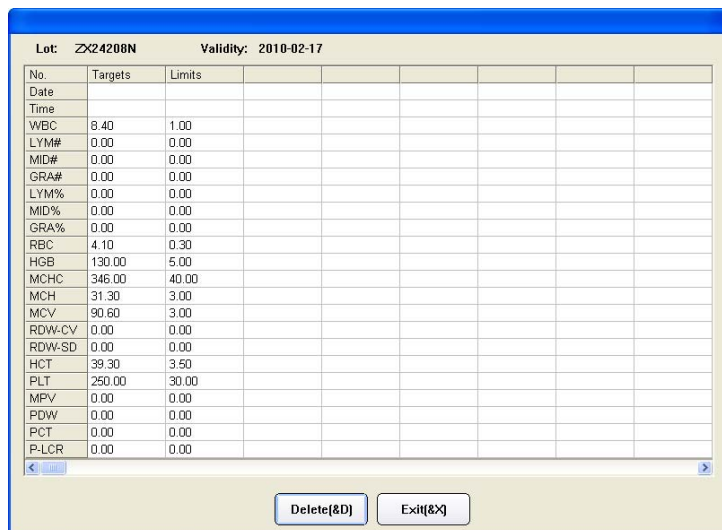 Lot: ZX24208N Validity: 2010-02-17
No. Targets Limits
Date
Time
WBC 8.40 1.00
LYM# 0.00 0.00
MID# 0.00 0.00
GRA# 0.00 0.00
LYM% 0.00 0.00
MID% 0.00 0.00
GRA% 0.00 0.00
RBC 4.10 0.30
HGB 130.00 5.00
MCHC 346.00 40.00
MCH 31.30 3.00
MCV 90.60 3.00
RDW-CV 0.00 0.00
RDW-SD 0.00 0.00
HCT 39.30 3.50
PLT 250.00 30.00
MPV 0.00 0.00
PDW 0.00 0.00
PCT 0.00 0.00
P-LCR 0.00 0.00
Delete(&D) Exit(&X)